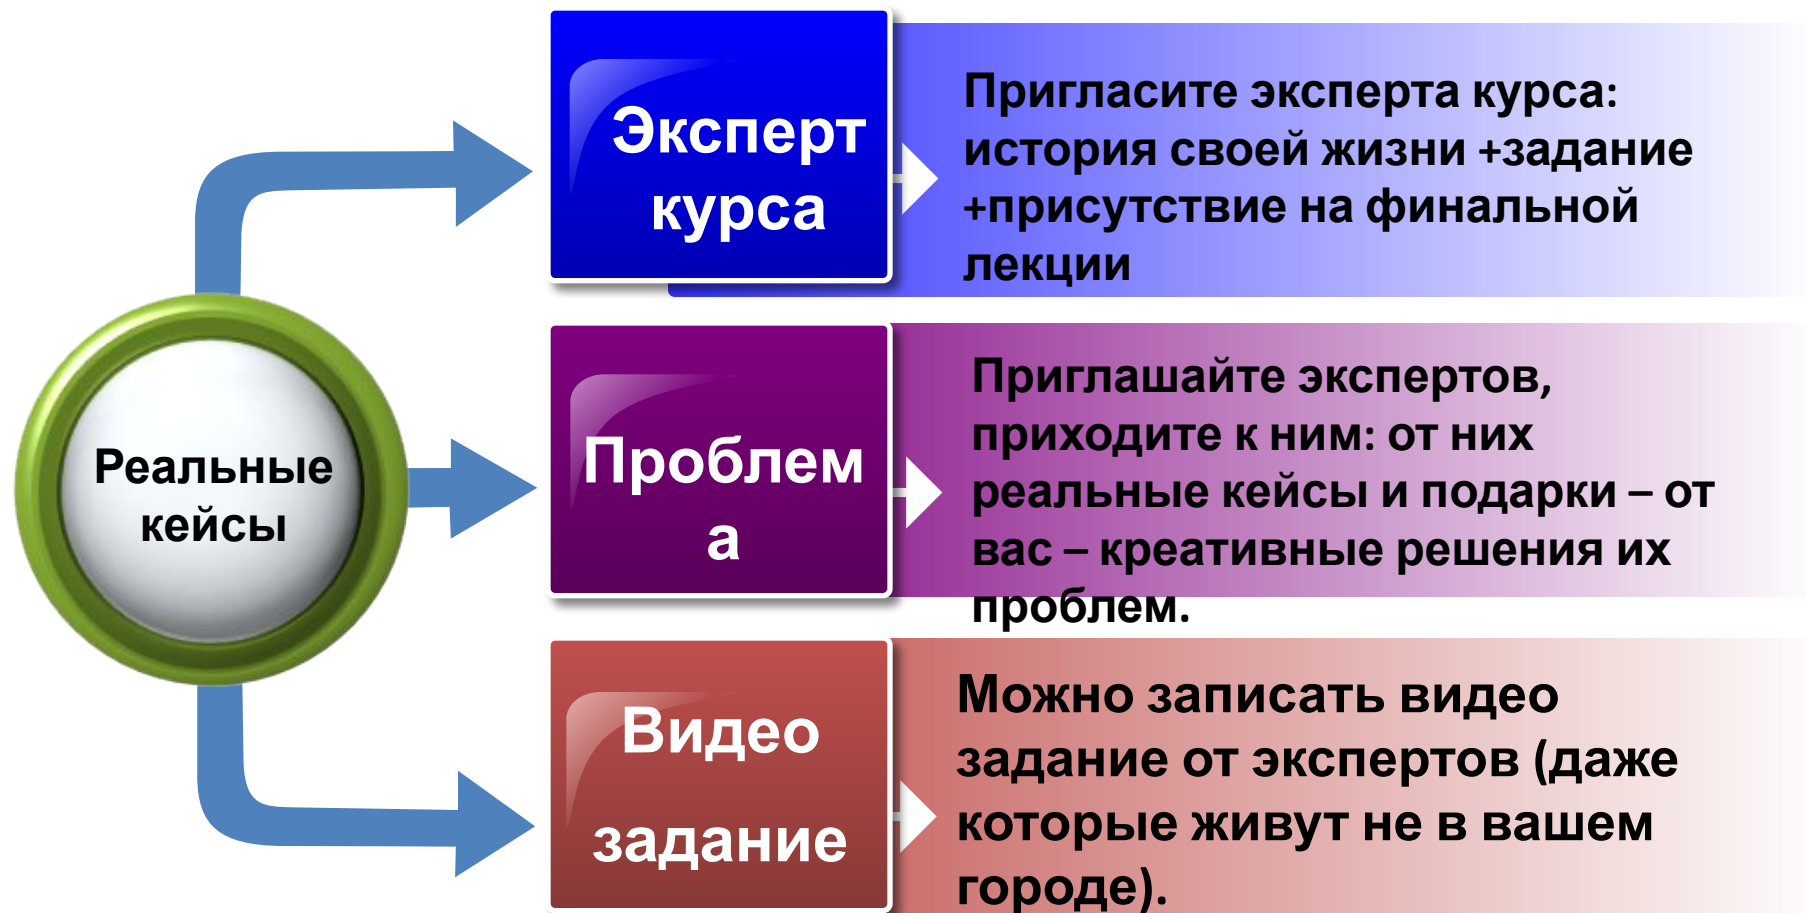 Реальные
кейсы
Эксперт
курса
Пригласите эксперта курса:
история своей жизни +задание
+присутствие на финальной
лекции
Проблем
а
Приглашайте экспертов,
приходите к ним: от них
реальные кейсы и подарки – от
вас – креативные решения их
проблем.
Видео
задание
Можно записать видео
задание от экспертов (даже
которые живут не в вашем
городе).